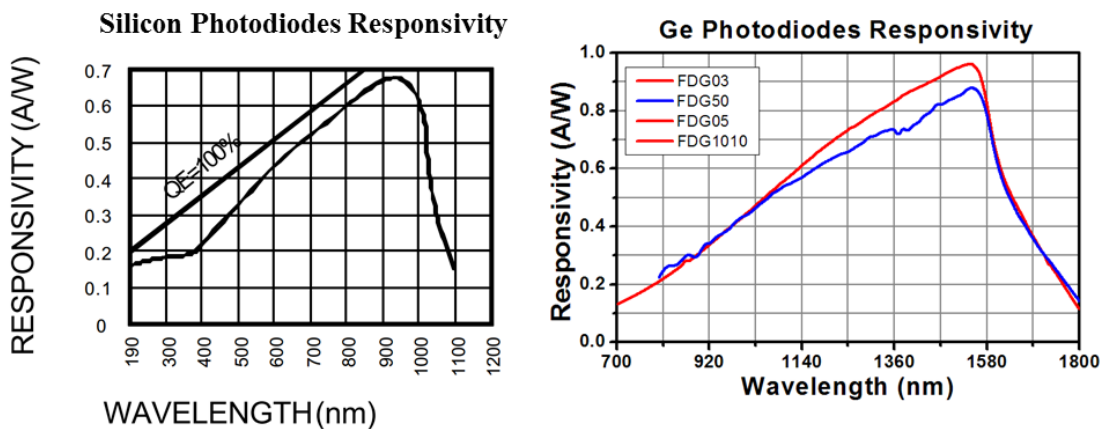 Silicon Photodiodes Responsivity
RESPONSIVITY (A/W)
0.7
0.6
0.5
0.4
0.3
0.2
0.1
0
QE=100%
190 300 400 500 600 700 800 900 1000 1100 1200
WAVELENGTH (nm)
Ge Photodiodes Responsivity
Responsivity (A/W)
1.0
0.8
0.6
0.4
0.2
0.0
FDG03
FDG50
FDG05
FDG1010
700 920 1140 1360 1580 1800
Wavelength (nm)